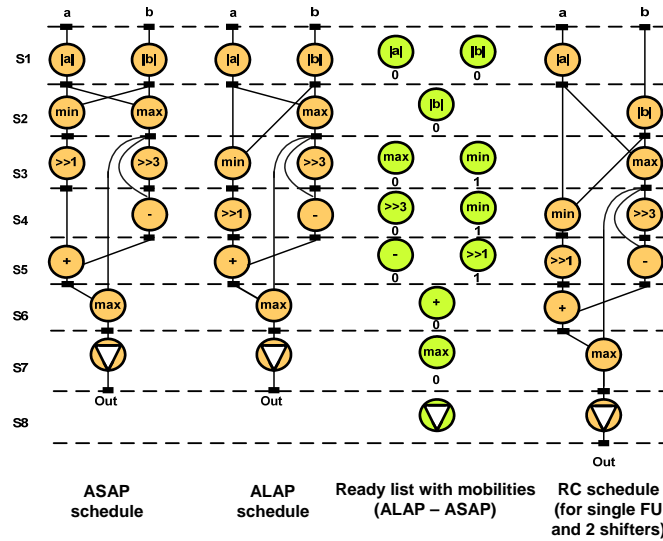 a b a b a b
S1 |a| |b| |a| |b| |a| |b| |a|
0 0
S2 min max max |b| |b|
0
S3 >>1 >>3 min >>3 max min max
0 1
S4 - >>1 - >>3 min min >>3
0 1
S5 + + - >>1 >>1 -
0 1
S6 max max + +
0
S7 max max
0
Out Out
S8
Out
ASAP schedule
ALAP schedule
Ready list with mobilities
(ALAP – ASAP)
RC schedule
(for single FU
and 2 shifters)